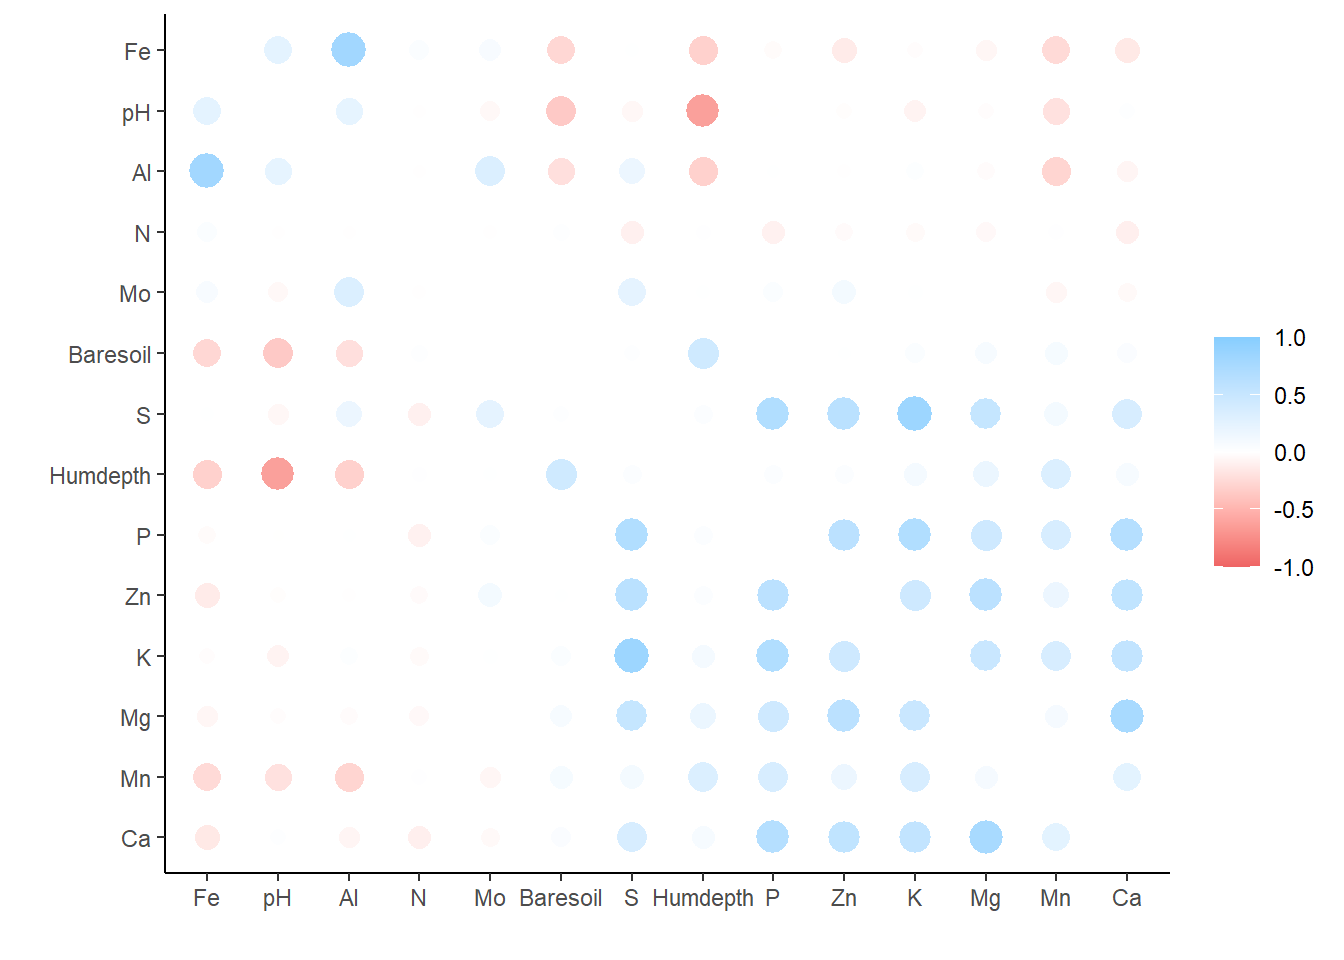 Fe
pH
Al
N
Mo
Baresoil
S
Humdepth
P
Zn
K
Mg
Mn
Ca
Fe pH Al N Mo Baresoil S Humdepth P Zn K Mg Mn Ca
1.0
0.5
0.0
-0.5
-1.0